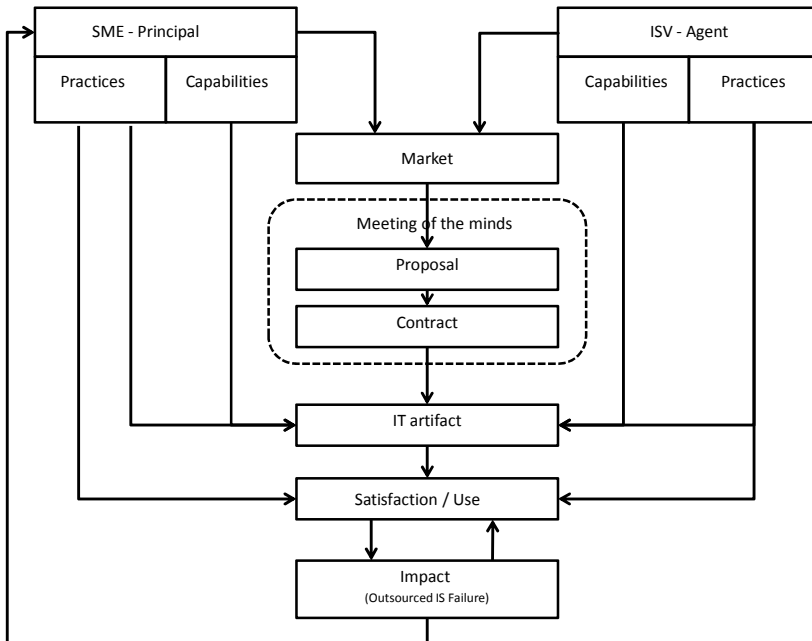 SME - Principal
ISV - Agent
Practices
Capabilities
Capabilities
Practices
Market
Meeting of the minds
Proposal
Contract
IT artifact
Satisfaction / Use
Impact
(Outsourced IS Failure)